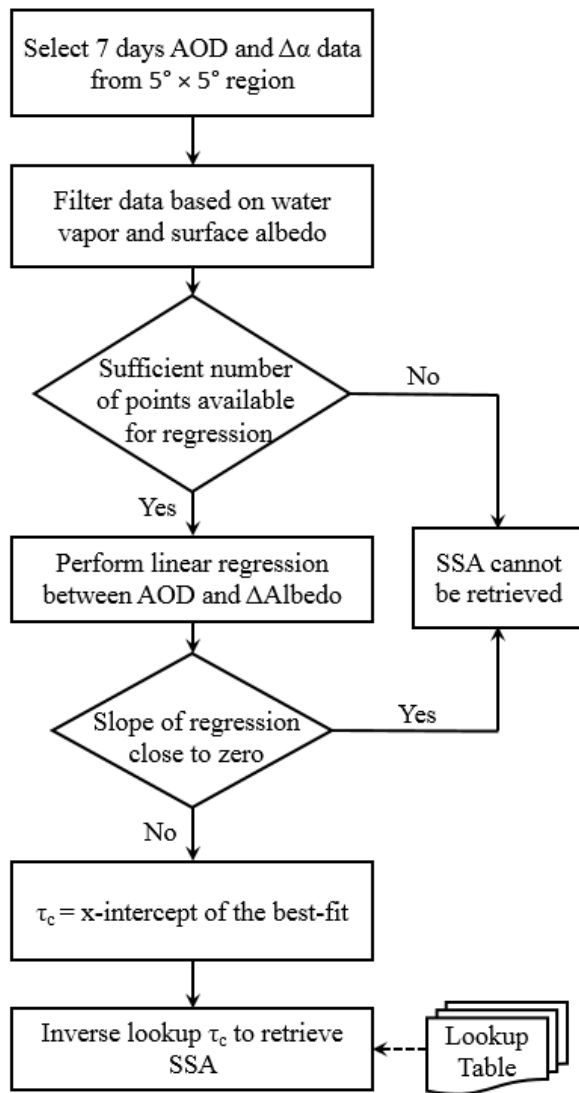 Select 7 days AOD and Δα data
from 5° × 5° region
Filter data based on water
vapor and surface albedo
Sufficient number
of points available
for regression
No
Yes
Perform linear regression
between AOD and ΔAlbedo
SSA cannot
be retrieved
Slope of regression
close to zero
Yes
No
τc = x-intercept of the best-fit
Inverse lookup τc to retrieve
SSA
Lookup
Table